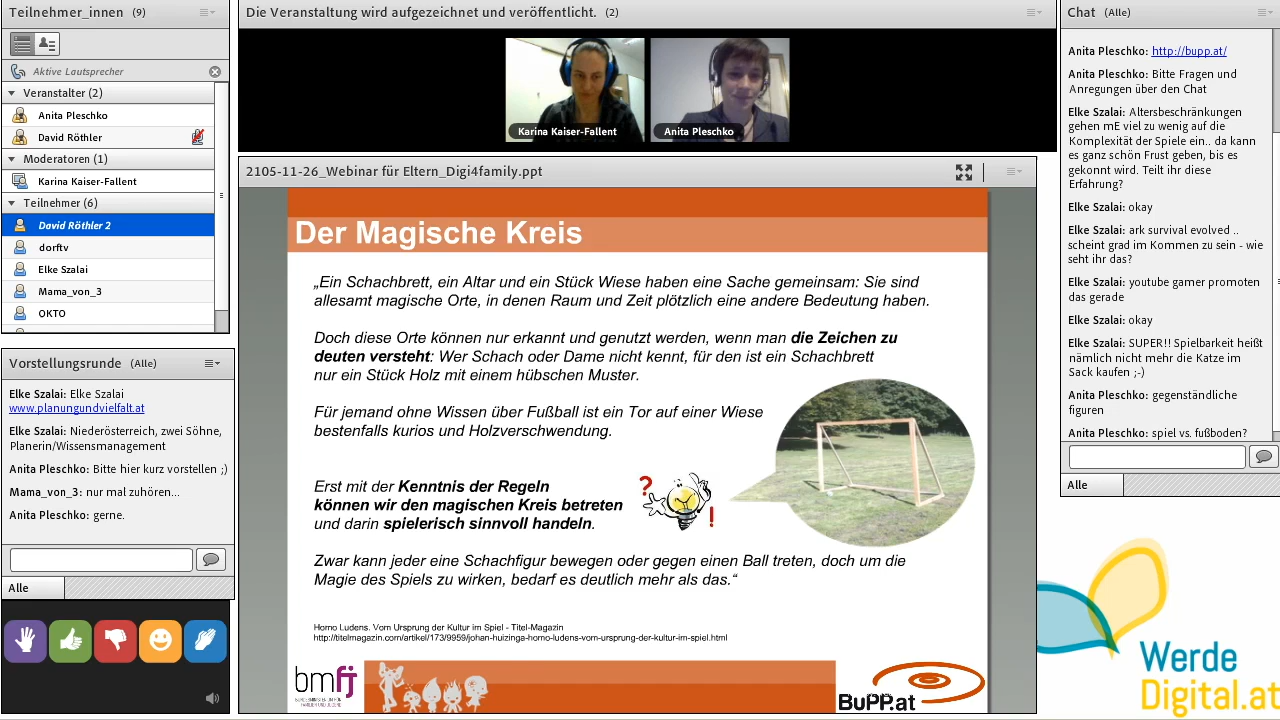 Teilnehmer_innen (9)
Aktive Lautsprecher
Veranstalter (2)
Anita Pleschko
David Röthler
Moderatoren (1)
Karina Kaiser-Fallent
Teilnehmer (6)
David Röthler 2
dorftv
Elke Szalai
Mama_von_3
OKTO
Vorstellungsrunde (Alle)
Elke Szalai: Elke Szalai
www.planungundvielfalt.at
Elke Szalai: Niederösterreich, zwei Söhne,
Planerin/Wissensmanagement
Anita Pleschko: Bitte hier kurz vorstellen ;)
Mama_von_3: nur mal zuhören...
Anita Pleschko: gerne.
Alle
Die Veranstaltung wird aufgezeichnet und veröffentlicht. (2)
Karina Kaiser-Fallent
Anita Pleschko
2105-11-26_Webinar für Eltern_Digi4family.ppt
Der Magische Kreis
„Ein Schachbrett, ein Altar und ein Stück Wiese haben eine Sache gemeinsam: Sie sind
allesamt magische Orte, in denen Raum und Zeit plötzlich eine andere Bedeutung haben.
Doch diese Orte können nur erkannt und genutzt werden, wenn man die Zeichen zu
deuten versteht: Wer Schach oder Dame nicht kennt, für den ist ein Schachbrett
nur ein Stück Holz mit einem hübschen Muster.
Für jemand ohne Wissen über Fußball ist ein Tor auf einer Wiese
bestenfalls kurios und Holzverschwendung.
Erst mit der Kenntnis der Regeln
können wir den magischen Kreis betreten
und darin spielerisch sinnvoll handeln.
? !
Zwar kann jeder eine Schachfigur bewegen oder gegen einen Ball treten, doch um die
Magie des Spiels zu wirken, bedarf es deutlich mehr als das.“
Homo Ludens. Vom Ursprung der Kultur im Spiel - Titel-Magazin
http://titelmagazin.com/artikel/173/9959/johan-huizinga-homo-ludens-vom-ursprung-der-kultur-im-spiel.html
bmfj
BuPP.at
Chat (Alle)
Anita Pleschko: http://bupp.at/
Anita Pleschko: Bitte Fragen und
Anregungen über den Chat
Elke Szalai: Altersbeschränkungen
gehen mE viel zu wenig auf die
Komplexität der Spiele ein.. da kann
es ganz schön Frust geben, bis es
gekonnt wird. Teilt ihr diese
Erfahrung?
Elke Szalai: okay
Elke Szalai: ark survival evolved ..
scheint grad im Kommen zu sein - wie
seht ihr das?
Elke Szalai: youtube gamer promoten
das gerade
Elke Szalai: okay
Elke Szalai: SUPER!! Spielbarkeit heißt
nämlich nicht mehr die Katze im
Sack kaufen ;-)
Anita Pleschko: gegenständliche
figuren
Anita Pleschko: spiel vs. fußboden?
Alle
Werde
Digital.at